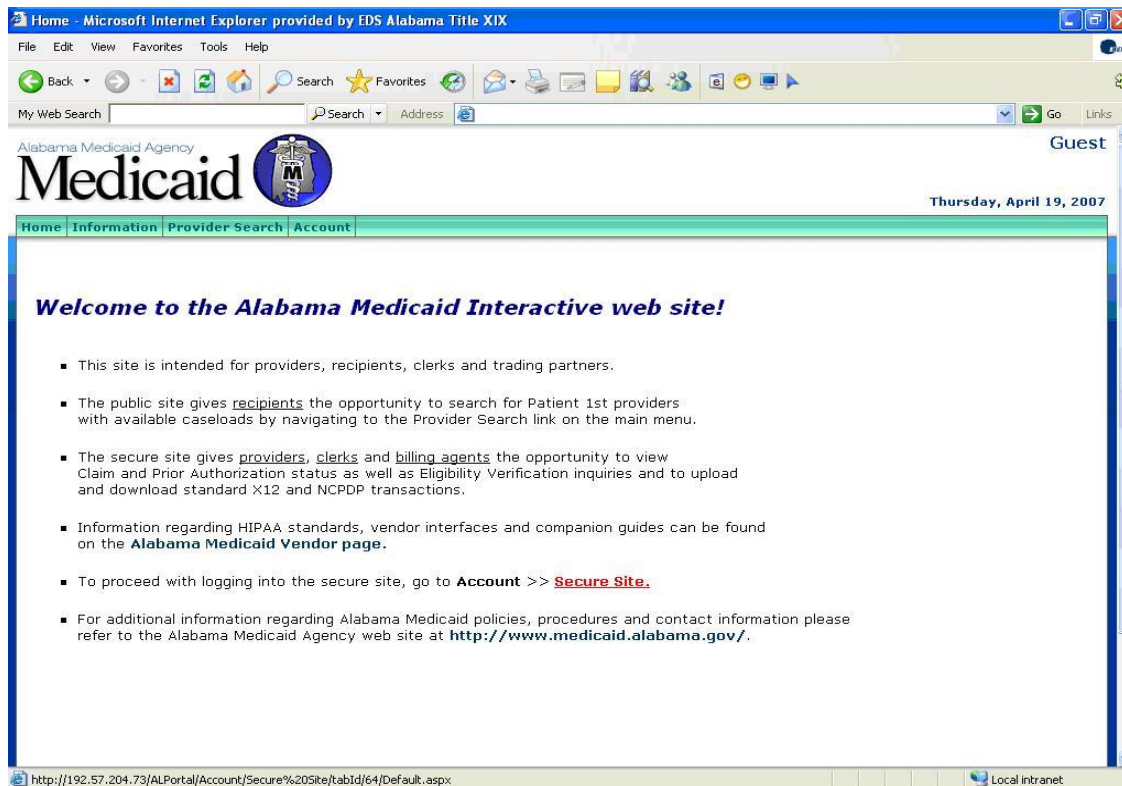 Home - Microsoft Internet Explorer provided by EDS Alabama Title XIX
File Edit View Favorites Tools Help
Back Search Favorites
My Web Search Search Address Go Links
Alabama Medicaid Agency
Medicaid
M
Guest
Thursday, April 19, 2007
Home Information Provider Search Account
Welcome to the Alabama Medicaid Interactive web site!
This site is intended for providers, recipients, clerks and trading partners.
The public site gives recipients the opportunity to search for Patient 1st providers
with available caseloads by navigating to the Provider Search link on the main menu.
The secure site gives providers, clerks and billing agents the opportunity to view
Claim and Prior Authorization status as well as Eligibility Verification inquiries and to upload
and download standard X12 and NCPDP transactions.
Information regarding HIPAA standards, vendor interfaces and companion guides can be found
on the Alabama Medicaid Vendor page.
To proceed with logging into the secure site, go to Account >> Secure Site.
For additional information regarding Alabama Medicaid policies, procedures and contact information please
refer to the Alabama Medicaid Agency web site at http://www.medicaid.alabama.gov/.
http://192.57.204.73/ALPortal/Account/Secure%20Site/tabId/64/Default.aspx Local intranet